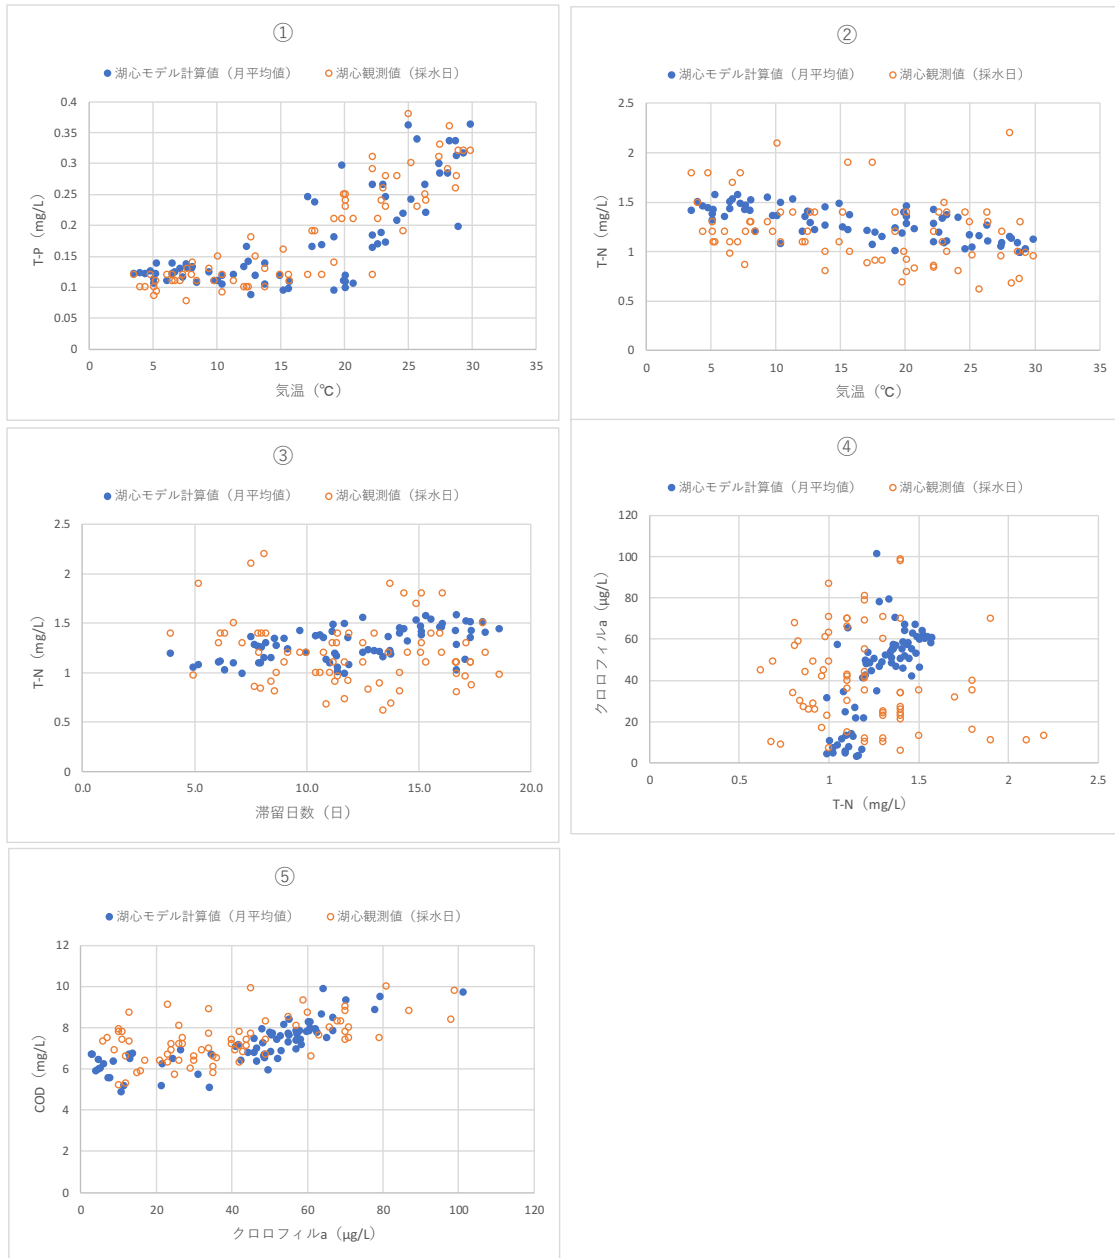 ①
湖心モデル計算値（月平均値） 湖心観測値（採水日）
T-P（mg/L）
0.4
0.35
0.3
0.25
0.2
0.15
0.1
0.05
0
0 5 10 15 20 25 30 35
気温（℃）
②
湖心モデル計算値（月平均値） 湖心観測値（採水日）
T-N（mg/L）
2.5
2
1.5
1
0.5
0
0 5 10 15 20 25 30 35
気温（℃）
③
湖心モデル計算値（月平均値） 湖心観測値（採水日）
T-N（mg/L）
2.5
2
1.5
1
0.5
0
0.0 5.0 10.0 15.0 20.0
滞留日数（日）
④
湖心モデル計算値（月平均値） 湖心観測値（採水日）
クロロフィルa（μg/L）
120
100
80
60
40
20
0
0 0.5 1 1.5 2 2.5
T-N（mg/L）
⑤
湖心モデル計算値（月平均値） 湖心観測値（採水日）
COD（mg/L）
12
10
8
6
4
2
0
0 20 40 60 80 100 120
クロロフィルa（μg/L）